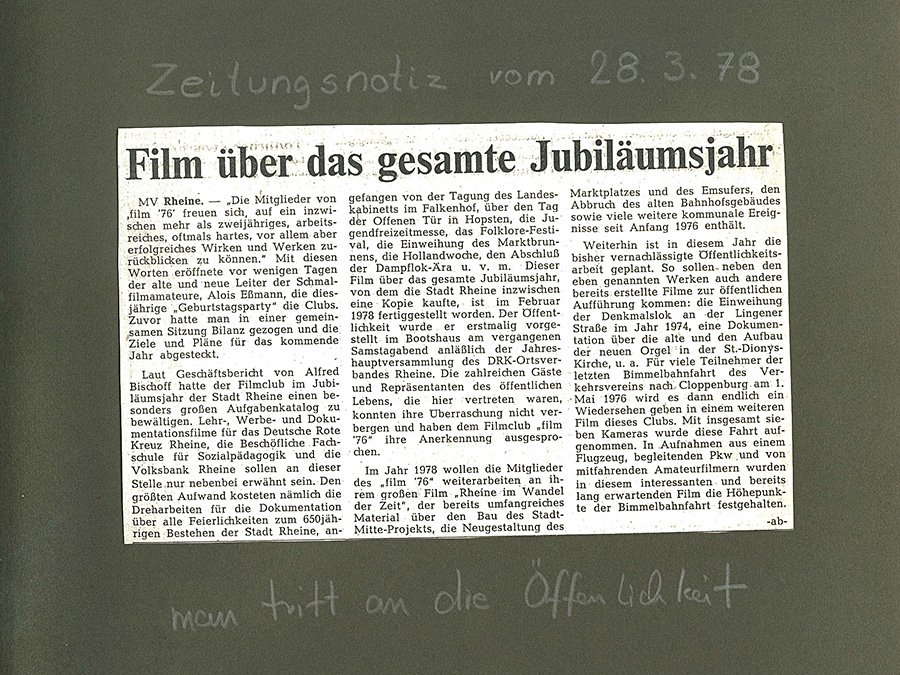 Zeitungsnotiz vom 28.3.78
Film über das gesamte Jubiläumsjahr
MV Rheine. — „Die Mitglieder von
‚film '76' freuen sich, auf ein inzwi-
schen mehr als zweijähriges, arbeits-
reiches, oftmals hartes, vor allem aber
erfolgreiches Wirken und Werken zu-
rückblicken zu können." Mit diesen
Worten eröffnete vor wenigen Tagen
der alte und neue Leiter der Schmal-
filmamateure, Alois Eßmann, die dies-
jährige „Geburtstagsparty" die Clubs.
Zuvor hatte man in einer gemein-
samen Sitzung Bilanz gezogen und die
Ziele und Pläne für das kommende
Jahr abgesteckt.
Laut Geschäftsbericht von Alfred
Bischoff hatte der Filmclub im Jubi-
läumsjahr der Stadt Rheine einen be-
sonders großen Aufgabenkatalog zu
bewältigen. Lehr-, Werbe- und Doku-
mentationsfilme für das Deutsche Rote
Kreuz Rheine, die Beschöfliche Fach-
schule für Sozialpädagogik und die
Volksbank Rheine sollen an dieser
Stelle nur nebenbei erwähnt sein. Den
größten Aufwand kosteten nämlich die
Dreharbeiten für die Dokumentation
über alle Feierlichkeiten zum 650jäh-
rigen Bestehen der Stadt Rheine, an-
gefangen von der Tagung des Landes-
kabinetts im Falkenhof, über den Tag
der Offenen Tür in Hopsten, die Ju-
gendfreizeitmesse, das Folklore-Festi-
val, die Einweihung des Marktbrun-
nens, die Hollandwoche, den Abschluß
der Dampflok-Ära u. v. m. Dieser
Film über das gesamte Jubiläumsjahr,
von dem die Stadt Rheine inzwischen
eine Kopie kaufte, ist im Februar
1978 fertiggestellt worden. Der Öffent-
lichkeit wurde er erstmalig vorge-
stellt im Bootshaus am vergangenen
Samstagabend anläßlich der Jahres-
hauptversammlung des DRK-Ortsver-
bandes Rheine. Die zahlreichen Gäste
und Repräsentanten des öffentlichen
Lebens, die hier vertreten waren,
konnten ihre Überraschung nicht ver-
bergen und haben dem Filmclub „film
'76" ihre Anerkennung ausgespro-
chen.
Im Jahr 1978 wollen die Mitglieder
des „film '76" weiterarbeiten an ih-
rem großen Film „Rheine im Wandel
der Zeit", der bereits umfangreiches
Material über den Bau des Stadt-
Mitte-Projekts, die Neugestaltung des
Marktplatzes und des Emsufers, den
Abbruch des alten Bahnhofsgebäudes
sowie viele weitere kommunale Ereig-
nisse seit Anfang 1976 enthält.
Weiterhin ist in diesem Jahr die
bisher vernachlässigte Öffentlichkeits-
arbeit geplant. So sollen neben den
eben genannten Werken auch andere
bereits erstellte Filme zur öffentlichen
Aufführung kommen: die Einweihung
der Denkmalslok an der Lingener
Straße im Jahr 1974, eine Dokumen-
tation über die alte und den Aufbau
der neuen Orgel in der St.-Dionys-
Kirche, u. a. Für viele Teilnehmer der
letzten Bimmelbahnfahrt des Ver-
kehrsvereins nach Cloppenburg am 1.
Mai 1976 wird es dann endlich ein
Wiedersehen geben in einem weiteren
Film dieses Clubs. Mit insgesamt sie-
ben Kameras wurde diese Fahrt auf-
genommen. In Aufnahmen aus einem
Flugzeug, begleitenden Pkw und von
mitfahrenden Amateurfilmern wurden
in diesem interessanten und bereits
lang erwartenden Film die Höhepunk-
te der Bimmelbahnfahrt festgehalten.
-ab-
man tritt an die Öffenlichkeit